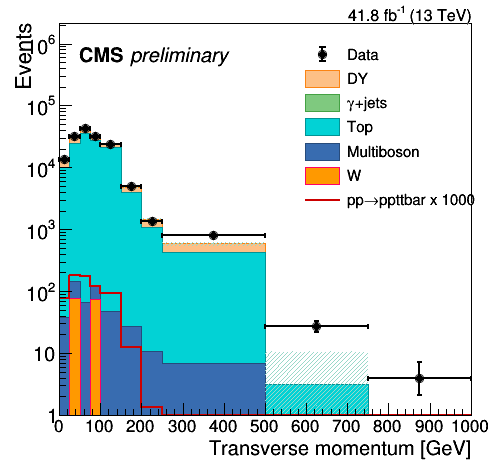 41.8 fb⁻¹ (13 TeV)
Events
CMS preliminary
Data
DY
γ+jets
Top
Multiboson
W
pp→ppttbar x 1000
10⁶
10⁵
10⁴
10³
10²
10
1
0 100 200 300 400 500 600 700 800 900 1000
Transverse momentum [GeV]